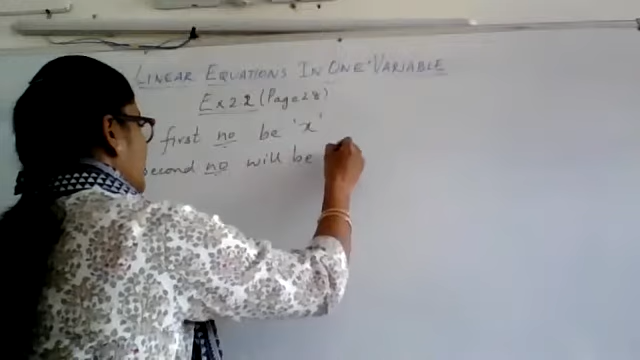 LINEAR EQUATIONS IN ONE VARIABLE
Ex 2.2 (Page 28)
first no be 'x'
second no will be